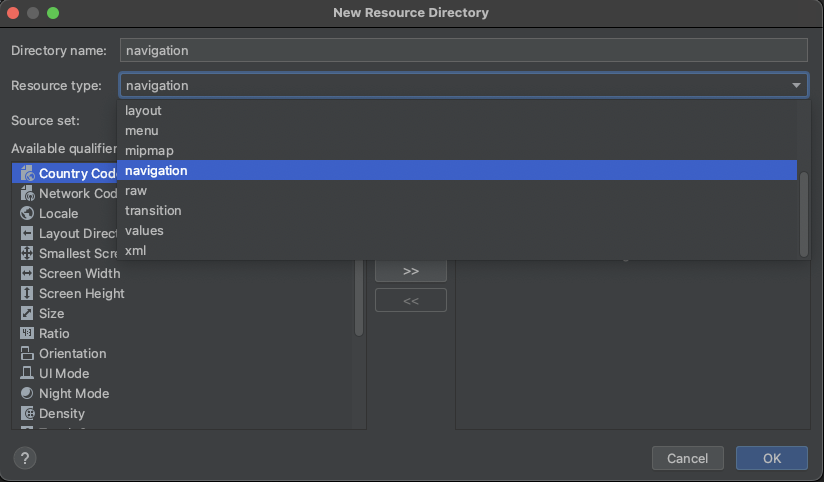 New Resource Directory
Directory name: navigation
Resource type: navigation
layout
menu
mipmap
navigation
raw
transition
values
xml
Source set:
Available qualifier
Country Code
Network Cod
Locale
Layout Direct
Smallest Scre
Screen Width
Screen Height
Size
Ratio
Orientation
UI Mode
Night Mode
Density
>>
<<
?
Cancel
OK